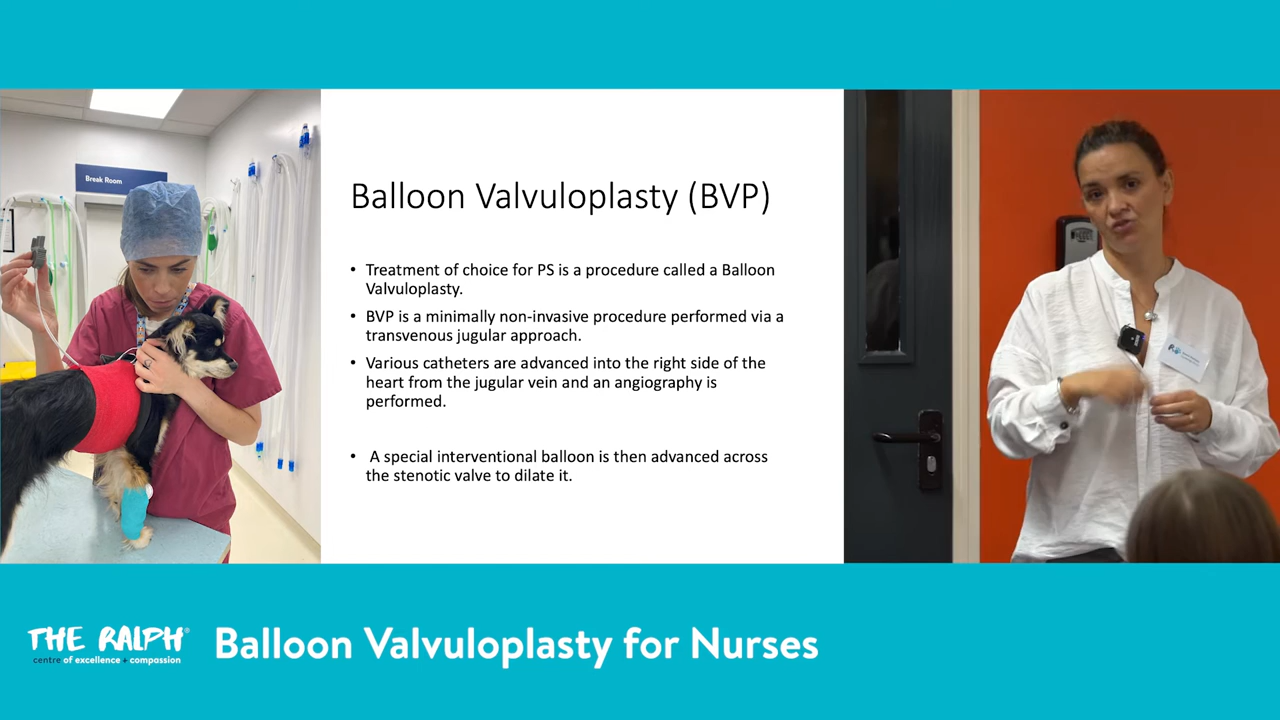 Break Room
Balloon Valvuloplasty (BVP)
• Treatment of choice for PS is a procedure called a Balloon
Valvuloplasty.
• BVP is a minimally non-invasive procedure performed via a
transvenous jugular approach.
• Various catheters are advanced into the right side of the
heart from the jugular vein and an angiography is
performed.
• A special interventional balloon is then advanced across
the stenotic valve to dilate it.
THE RALPH®
centre of excellence + compassion
Balloon Valvuloplasty for Nurses